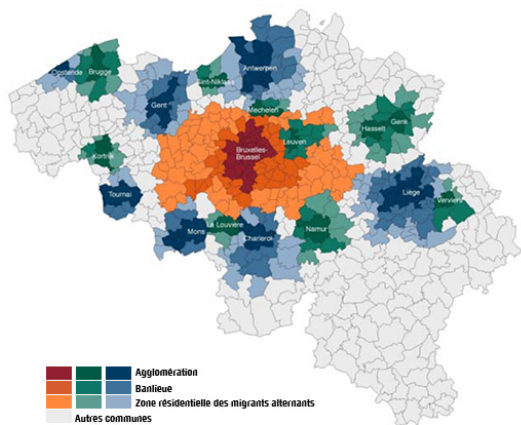 Oostende
Brugge
Antwerpen
Sint-Niklaas
Gent
Mechelen
Hasselt
Genk
Leuven
Bruxelles-
Brussel
Kortrijk
Tournai
Liège
Verviers
Mons
La Louvière
Charleroi
Namur
Agglomération
Banlieue
Zone résidentielle des migrants alternants
Autres communes